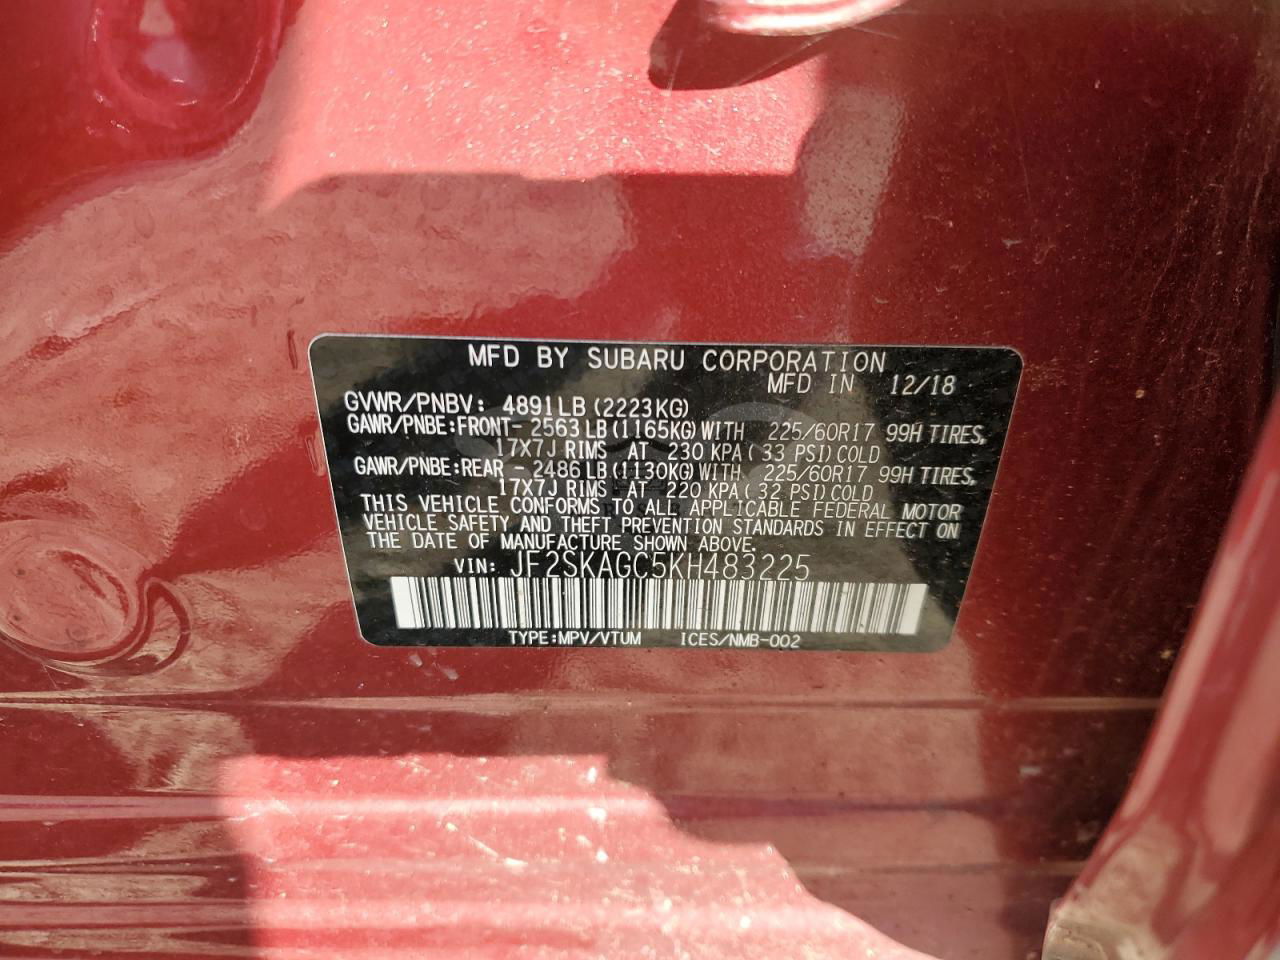 MFD BY SUBARU CORPORATION
MFD IN 12/18
GVWR/PNBV: 4891LB (2223KG)
GAWR/PNBE:FRONT- 2563LB (1165KG) WITH 225/60R17 99H TIRES,
17X7J RIMS AT 230 KPA ( 33 PSI) COLD
GAWR/PNBE:REAR - 2486LB (1130KG) WITH 225/60R17 99H TIRES,
17X7J RIMS AT 220 KPA ( 32 PSI) COLD
THIS VEHICLE CONFORMS TO ALL APPLICABLE FEDERAL MOTOR
VEHICLE SAFETY AND THEFT PREVENTION STANDARDS IN EFFECT ON
THE DATE OF MANUFACTURE SHOWN ABOVE.
VIN: JF2SKAGC5KH483225
TYPE:MPV/VTUM ICES/NMB-002